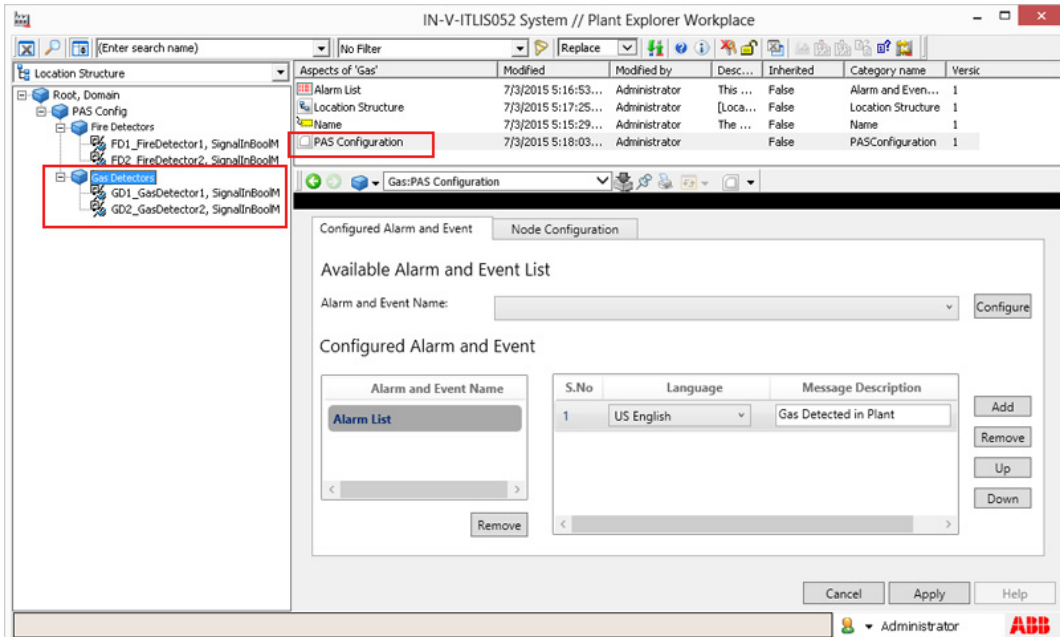 IN-V-ITLIS052 System // Plant Explorer Workplace
(Enter search name) No Filter Replace
Location Structure
Root, Domain
PAS Config
Fire Detectors
FD1_FireDetector1, SignalInBoolM
FD2_FireDetector2, SignalInBoolM
Gas Detectors
GD1_GasDetector1, SignalInBoolM
GD2_GasDetector2, SignalInBoolM
Aspects of 'Gas' Modified Modified by Desc... Inherited Category name Versic
Alarm List 7/3/2015 5:16:53... Administrator This ... False Alarm and Even... 1
Location Structure 7/3/2015 5:17:25... Administrator [Loca... False Location Structure 1
Name 7/3/2015 5:15:29... Administrator The ... False Name 1
PAS Configuration 7/3/2015 5:18:03... Administrator False PASConfiguration 1
Gas:PAS Configuration
Configured Alarm and Event Node Configuration
Available Alarm and Event List
Alarm and Event Name: Configure
Configured Alarm and Event
Alarm and Event Name
Alarm List
Remove
S.No Language Message Description
1 US English Gas Detected in Plant
Add
Remove
Up
Down
Cancel Apply Help
Administrator ABB